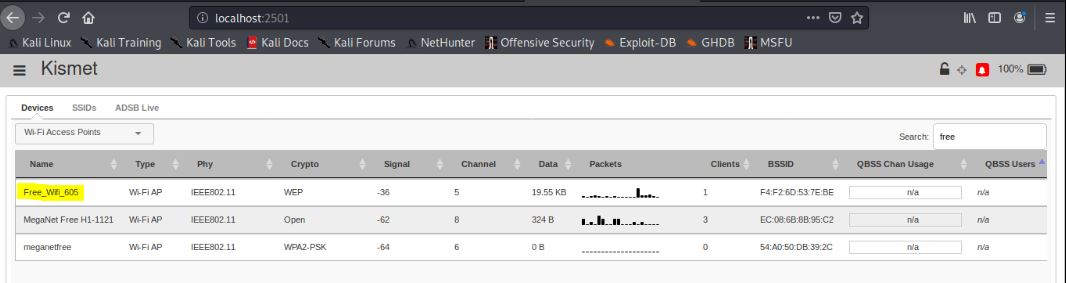 localhost:2501
Kali Linux Kali Training Kali Tools Kali Docs Kali Forums NetHunter Offensive Security Exploit-DB GHDB MSFU
Kismet 100%
Devices SSIDs ADSB Live
Wi-Fi Access Points Search: free
Name Type Phy Crypto Signal Channel Data Packets Clients BSSID QBSS Chan Usage QBSS Users
Free_Wifi_605 Wi-Fi AP IEEE802.11 WEP -36 5 19.55 KB 1 F4:F2:6D:53:7E:BE n/a n/a
MegaNet Free H1-1121 Wi-Fi AP IEEE802.11 Open -62 8 324 B 3 EC:08:6B:8B:95:C2 n/a n/a
meganetfree Wi-Fi AP IEEE802.11 WPA2-PSK -64 6 0 B 0 54:A0:50:DB:39:2C n/a n/a